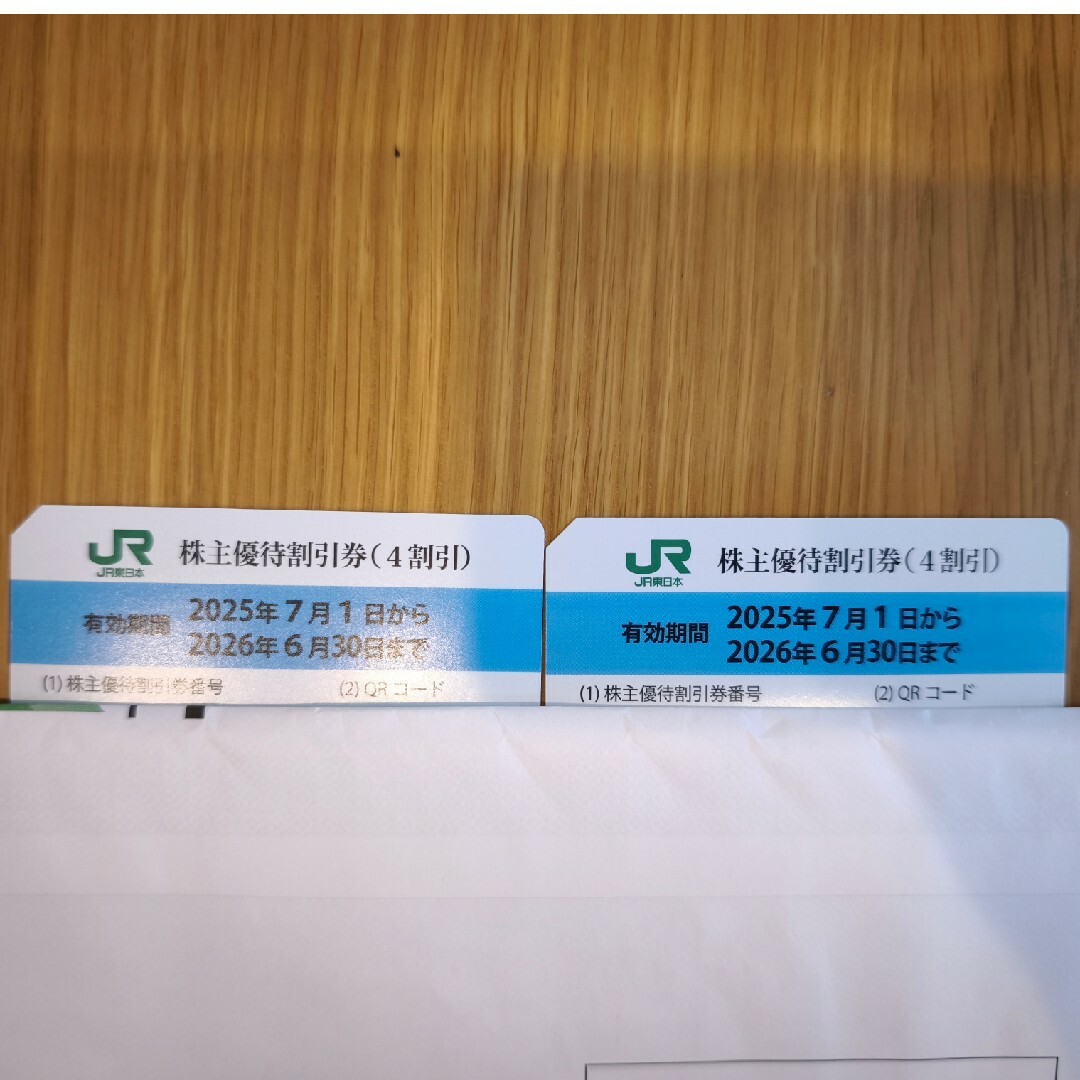 JR 株主優待割引券(4割引)
JR東日本
有効期間 2025年7月1日から
2026年6月30日まで
(1) 株主優待割引券番号 (2) QRコード
JR 株主優待割引券(4割引)
JR東日本
有効期間 2025年7月1日から
2026年6月30日まで
(1) 株主優待割引券番号 (2) QRコード